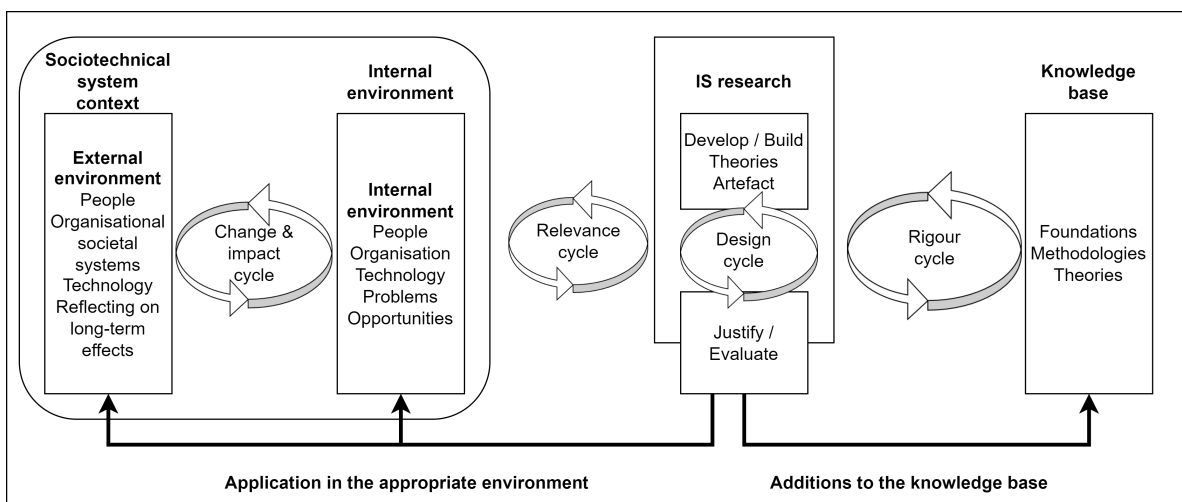 Sociotechnical
system
context
External
environment
People
Organisational
societal
systems
Technology
Reflecting on
long-term
effects
Change &
impact
cycle
Internal
environment
Internal
environment
People
Organisation
Technology
Problems
Opportunities
Relevance
cycle
IS research
Develop / Build
Theories
Artefact
Design
cycle
Justify /
Evaluate
Rigour
cycle
Knowledge
base
Foundations
Methodologies
Theories
Application in the appropriate environment
Additions to the knowledge base